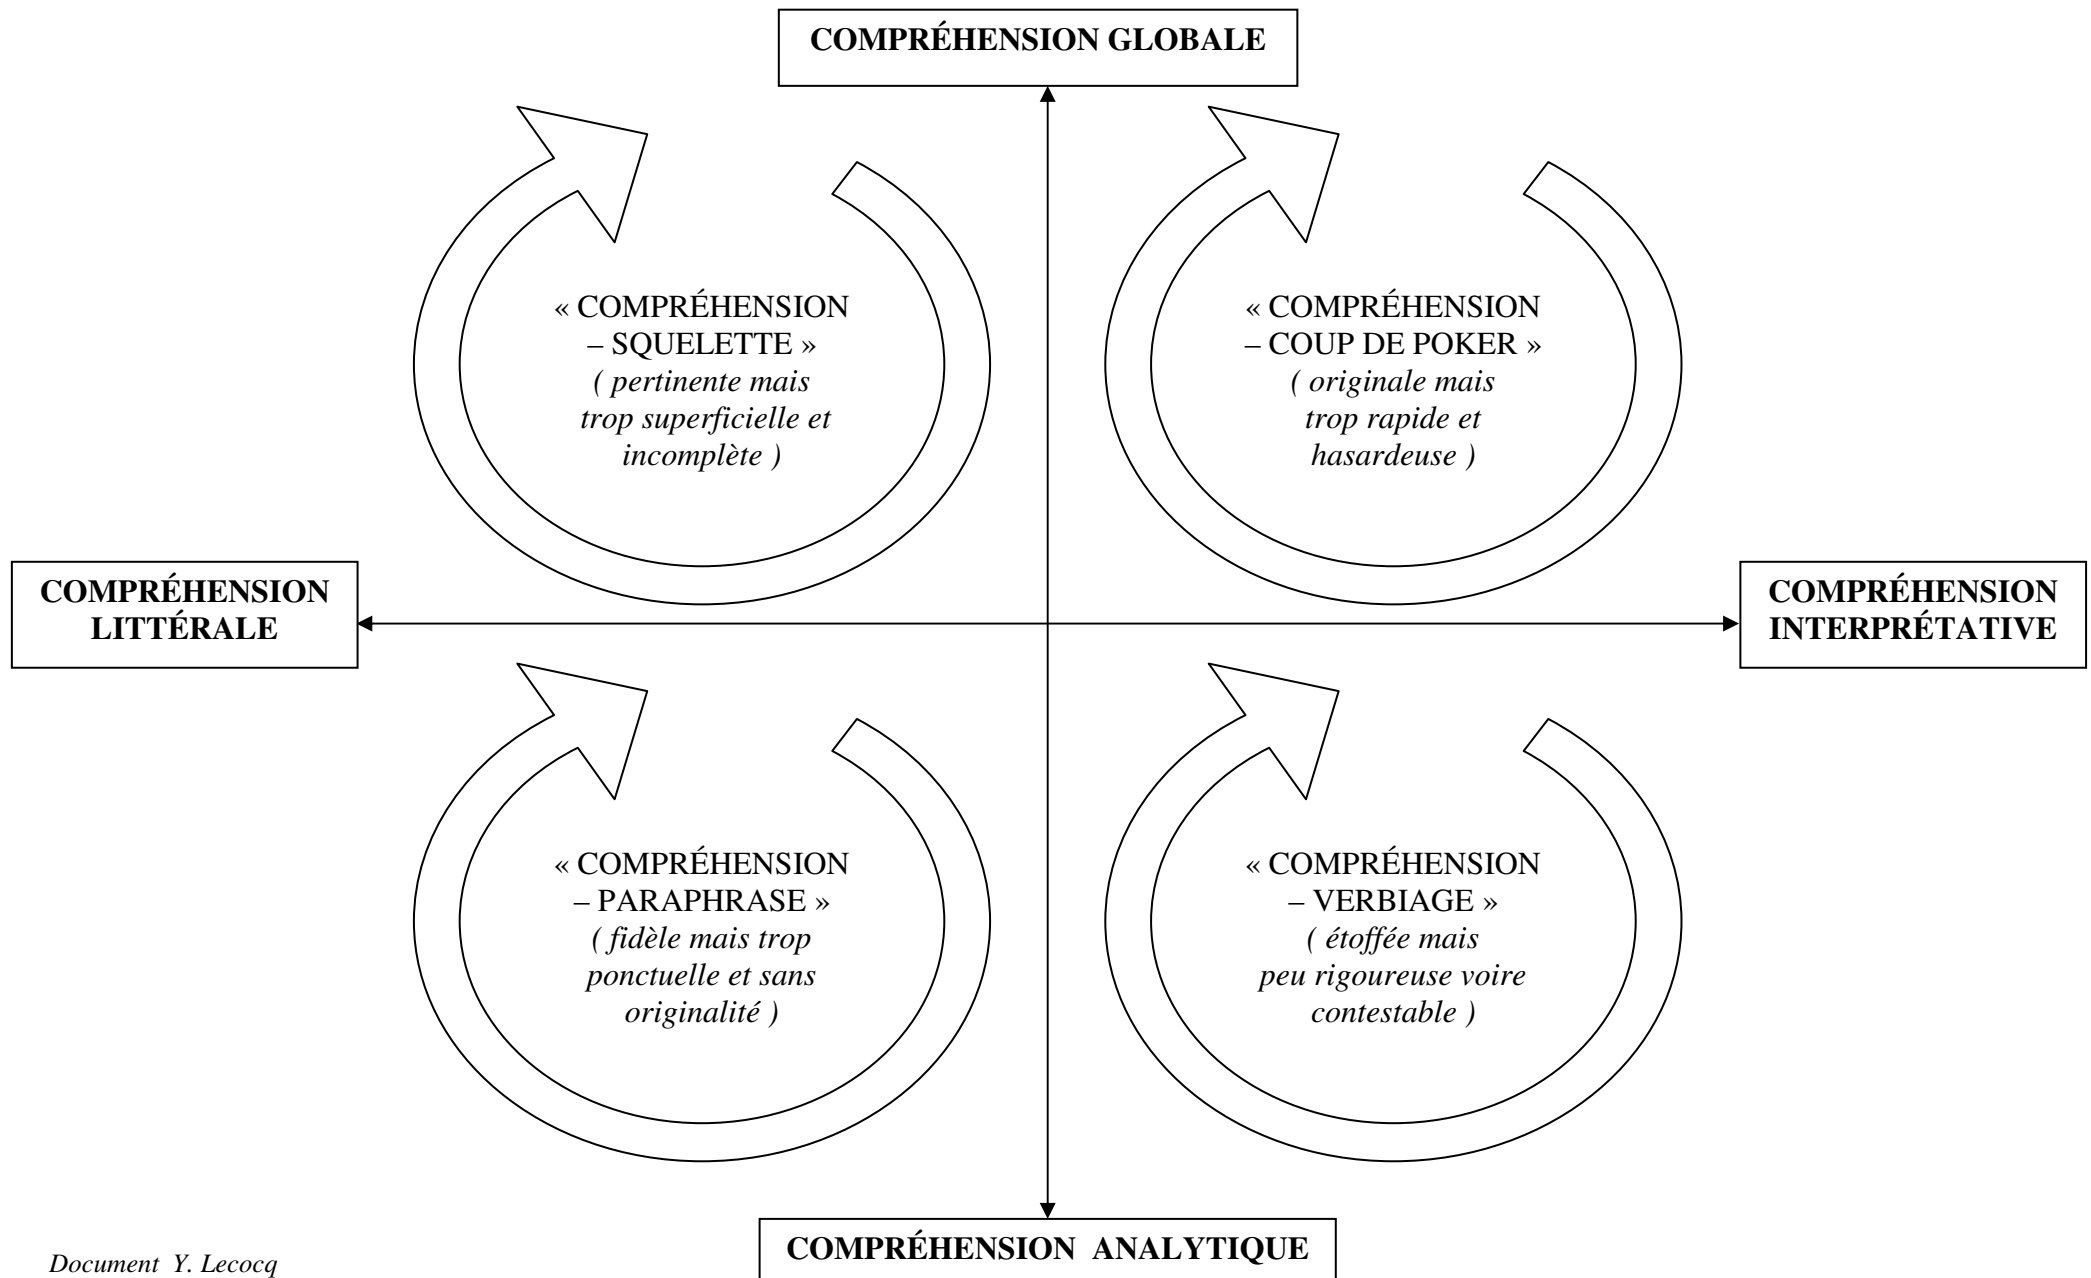 COMPRÉHENSION GLOBALE
« COMPRÉHENSION
– SQUELETTE »
( pertinente mais
trop superficielle et
incomplète )
« COMPRÉHENSION
– COUP DE POKER »
( originale mais
trop rapide et
hasardeuse )
COMPRÉHENSION
LITTÉRALE
COMPRÉHENSION
INTERPRÉTATIVE
« COMPRÉHENSION
– PARAPHRASE »
( fidèle mais trop
ponctuelle et sans
originalité )
« COMPRÉHENSION
– VERBIAGE »
( étoffée mais
peu rigoureuse voire
contestable )
COMPRÉHENSION ANALYTIQUE
Document Y. Lecocq